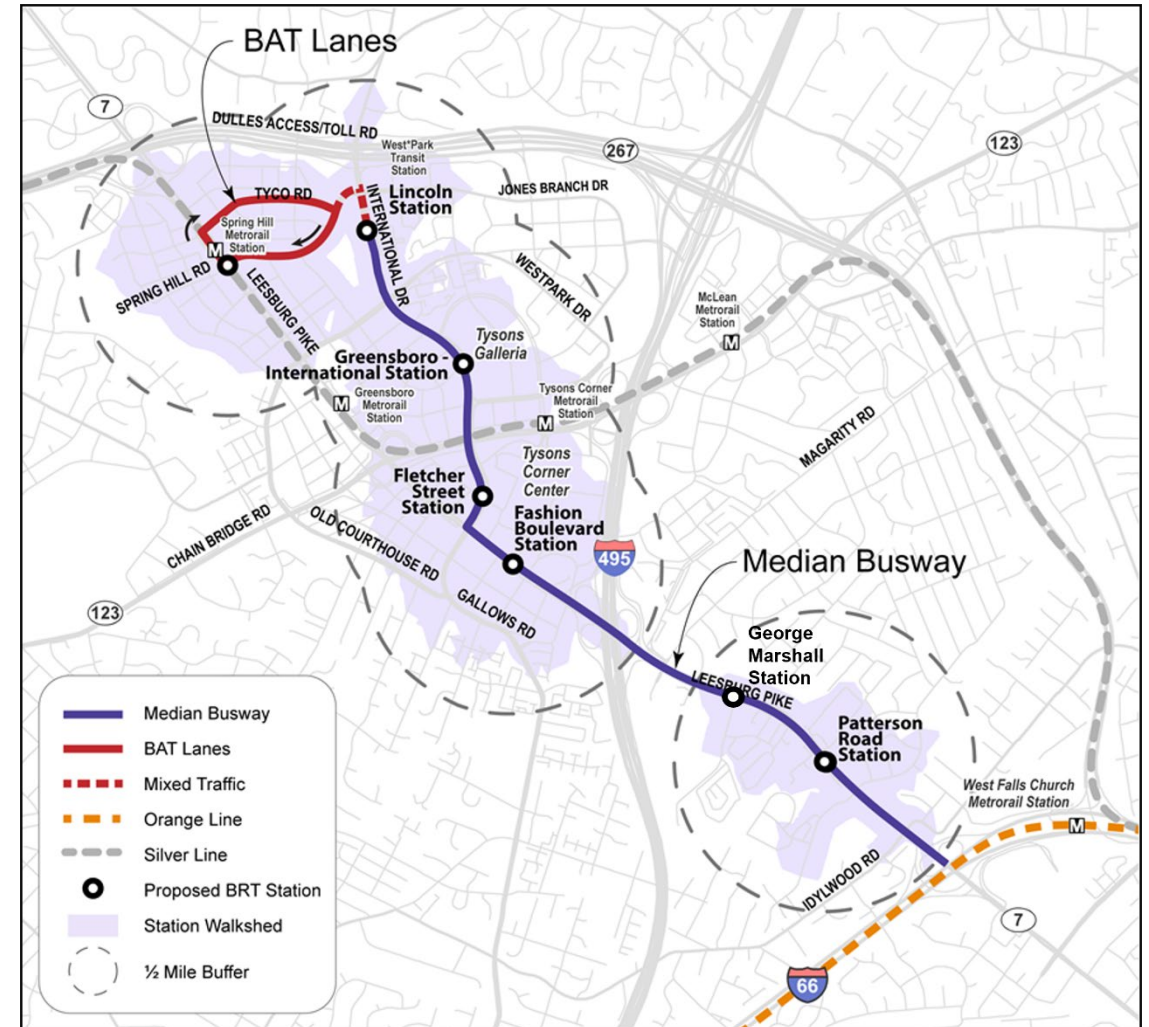 BAT Lanes
7
DULLES ACCESS/TOLL RD
267
123
West*Park
Transit
Station
TYCO RD
INTERNATIONAL DR
Lincoln
Station
JONES BRANCH DR
Spring Hill
Metrorail
Station
M
SPRING HILL RD
LEESBURG PIKE
WESTPARK DR
McLean
Metrorail
Station
M
Tysons
Galleria
Greensboro -
International Station
Greensboro
Metrorail
Station
M
Tysons Corner
Metrorail
Station
M
MAGARITY RD
Tysons
Corner
Center
Fletcher
Street
Station
Fashion
Boulevard
Station
CHAIN BRIDGE RD
OLD COURTHOUSE RD
495
Median Busway
GALLOWS RD
123
George
Marshall
Station
LEESBURG PIKE
Patterson
Road
Station
West Falls Church
Metrorail Station
M
IDYLWOOD RD
7
66
Median Busway
BAT Lanes
Mixed Traffic
Orange Line
Silver Line
Proposed BRT Station
Station Walkshed
½ Mile Buffer